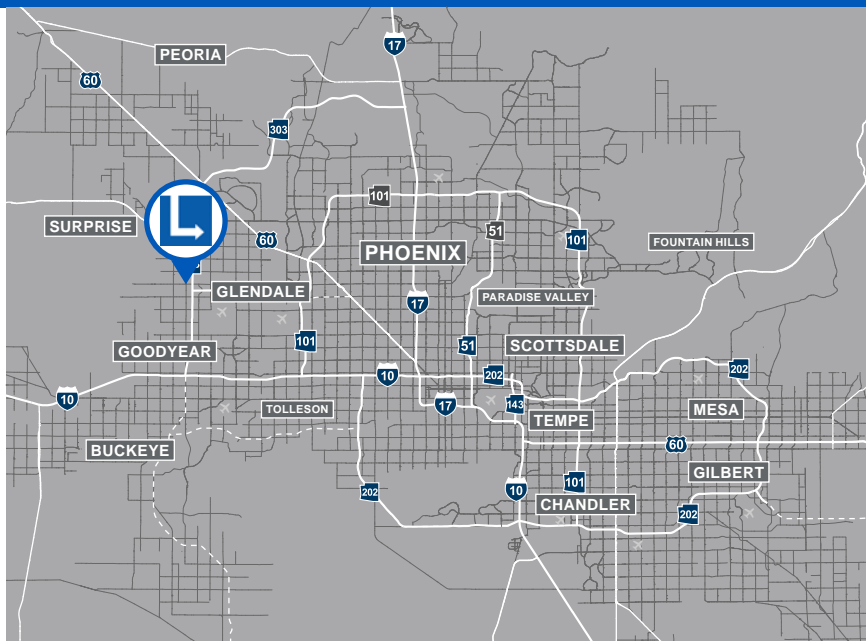 17
PEORIA
60
303
101
SURPRISE
51
60
PHOENIX
101
FOUNTAIN HILLS
GLENDALE
PARADISE VALLEY
17
101
GOODYEAR
51
SCOTTSDALE
10
202
202
10
TOLLESON
17
143
TEMPE
MESA
BUCKEYE
60
GILBERT
202
10
101
CHANDLER
202